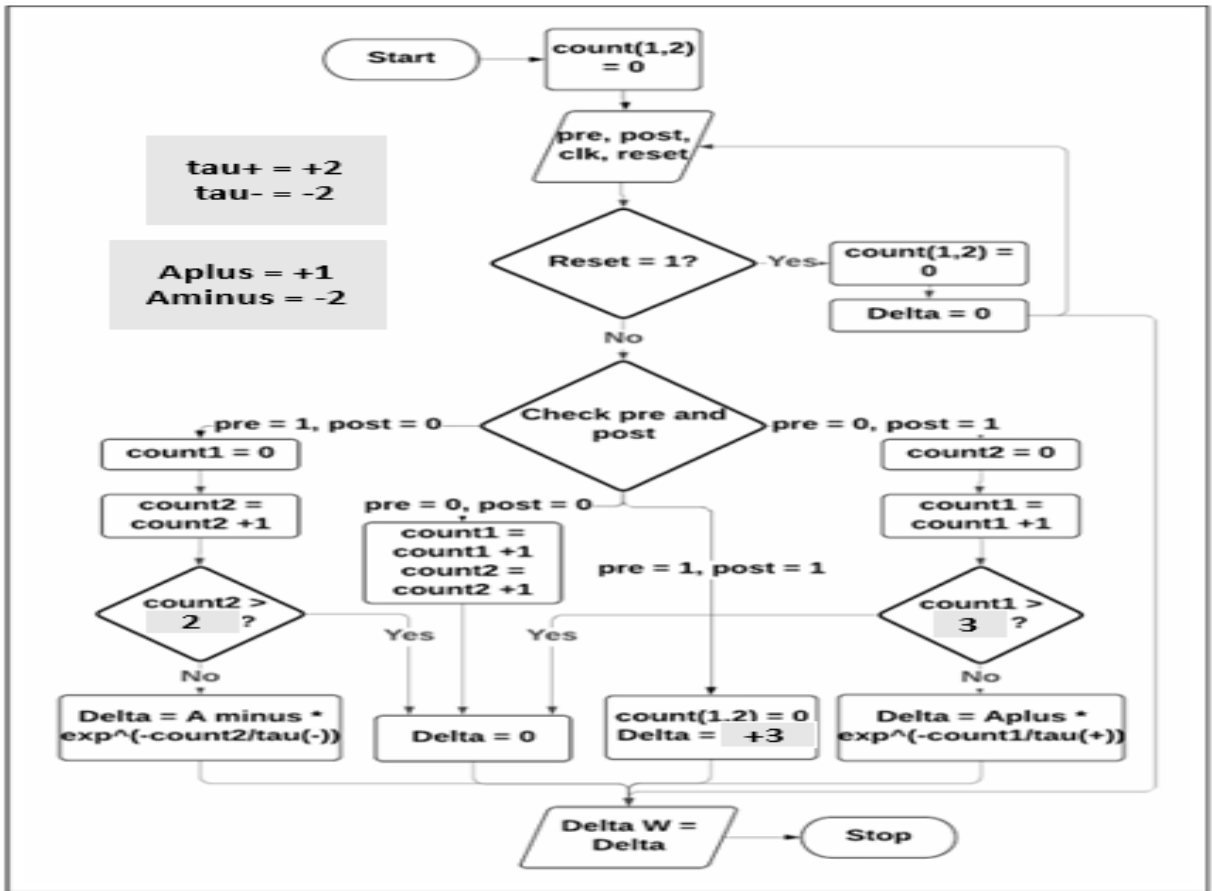 Start
count(1,2)
= 0
pre, post,
clk, reset
tau+ = +2
tau- = -2
Aplus = +1
Aminus = -2
Reset = 1?
Yes
count(1,2) =
0
Delta = 0
No
Check pre and
post
pre = 1, post = 0
pre = 0, post = 1
count1 = 0
count2 =
count2 +1
count2 >
2 ?
No
Delta = A minus *
exp^(-count2/tau(-))
pre = 0, post = 0
count1 =
count1 +1
count2 =
count2 +1
Yes
Delta = 0
pre = 1, post = 1
Yes
count(1,2) = 0
Delta = +3
count2 = 0
count1 =
count1 +1
count1 >
3 ?
No
Delta = Aplus *
exp^(-count1/tau(+))
Delta W =
Delta
Stop